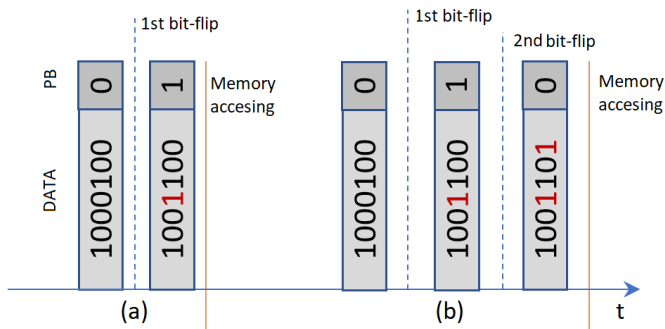 1st bit-flip
1st bit-flip
2nd bit-flip
PB
0
1
Memory
accesing
0
1
0
Memory
accesing
DATA
1000100
1001100
1000100
1001100
1001101
(a)
(b)
t